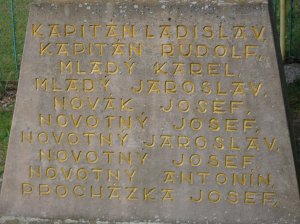 KAPITÁN LADISLAV,
KAPITÁN RUDOLF,
MLADÝ KAREL,
MLADÝ JAROSLAV,
NOVÁK JOSEF,
NOVOTNÝ JOSEF,
NOVOTNÝ JAROSLAV,
NOVOTNÝ JOSEF
NOVOTNÝ ANTONÍN,
PROCHÁZKA JOSEF,